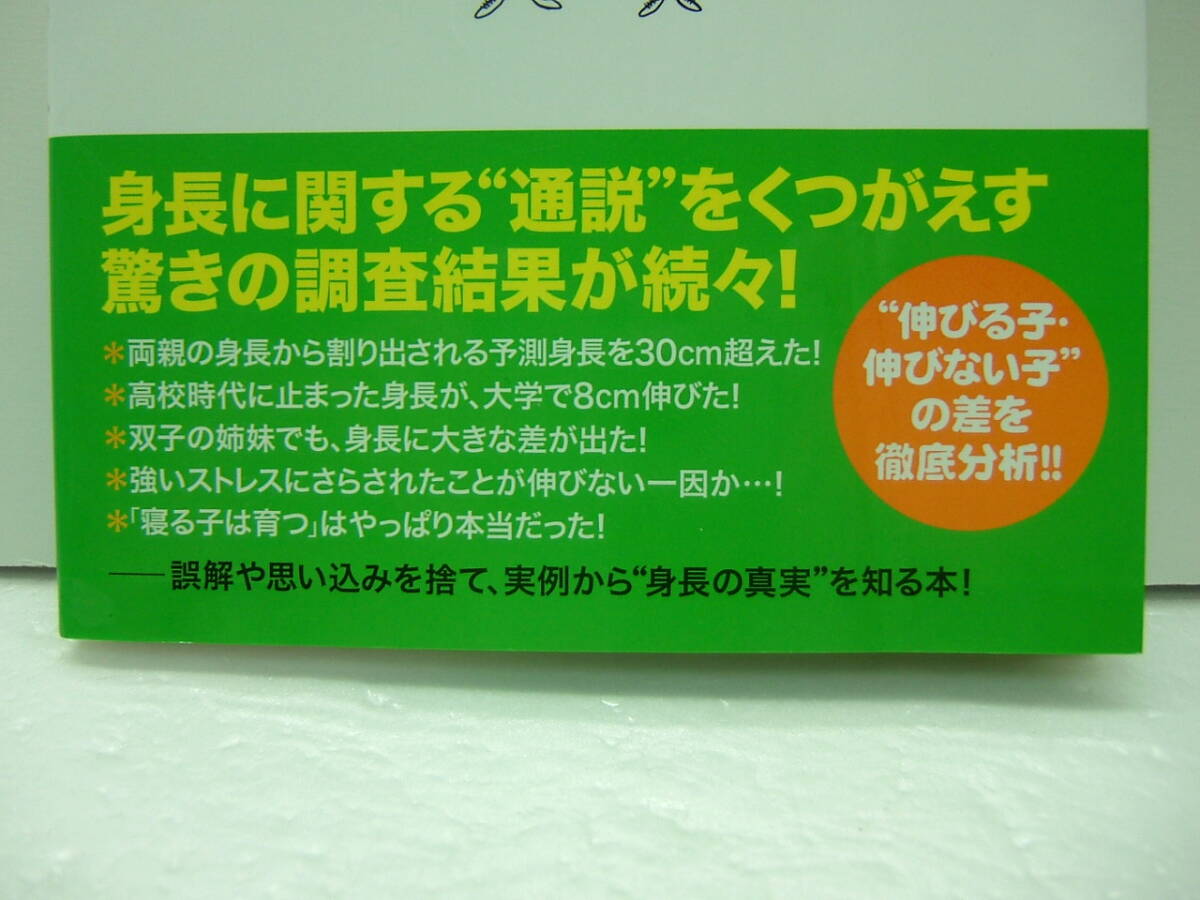 身長に関する“通説”をくつがえす
驚きの調査結果が続々！
＊両親の身長から割り出される予測身長を30cm超えた！
＊高校時代に止まった身長が、大学で8cm伸びた！
＊双子の姉妹でも、身長に大きな差が出た！
＊強いストレスにさらされたことが伸びない一因か…！
＊「寝る子は育つ」はやっぱり本当だった！
――誤解や思い込みを捨て、実例から“身長の真実”を知る本！
“伸びる子・
伸びない子”
の差を
徹底分析!!